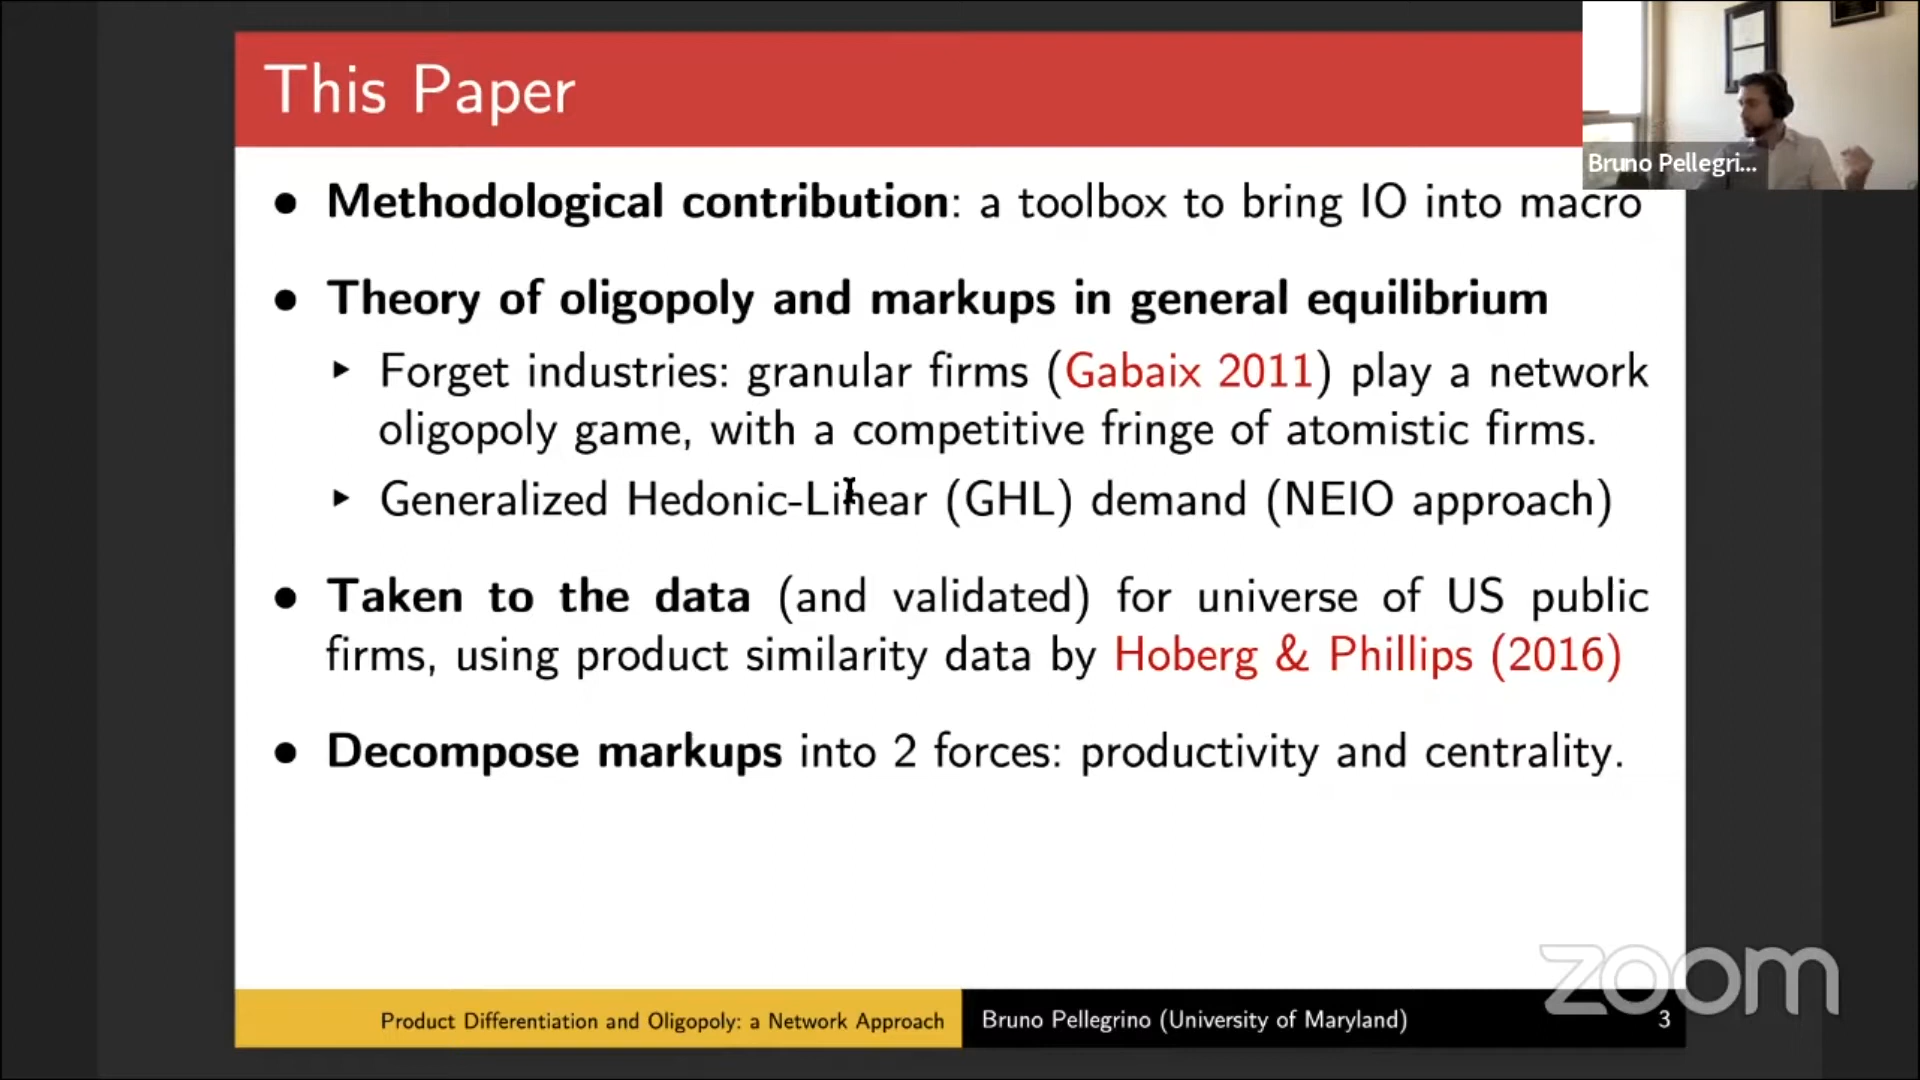 This Paper
Bruno Pellegri...
● Methodological contribution: a toolbox to bring IO into macro
● Theory of oligopoly and markups in general equilibrium
▸ Forget industries: granular firms (Gabaix 2011) play a network
oligopoly game, with a competitive fringe of atomistic firms.
▸ Generalized Hedonic-Linear (GHL) demand (NEIO approach)
● Taken to the data (and validated) for universe of US public
firms, using product similarity data by Hoberg & Phillips (2016)
● Decompose markups into 2 forces: productivity and centrality.
zoom
Product Differentiation and Oligopoly: a Network Approach
Bruno Pellegrino (University of Maryland)
3